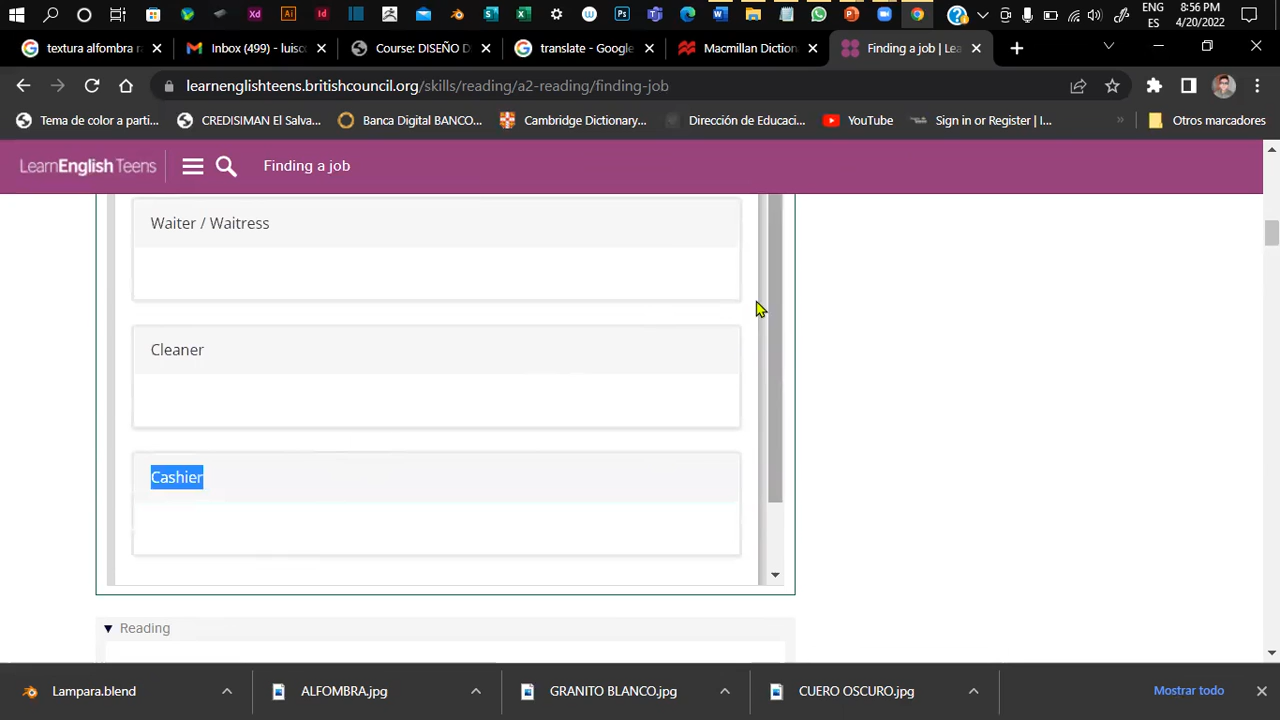 ENG
ES
8:56 PM
4/20/2022
textura alfombra ra
Inbox (499) - luisco
Course: DISEÑO D
translate - Google
Macmillan Dictiona
Finding a job | Lea
learnenglishteens.britishcouncil.org/skills/reading/a2-reading/finding-job
Tema de color a parti...
CREDISIMAN El Salva...
Banca Digital BANCO...
Cambridge Dictionary...
Dirección de Educaci...
YouTube
Sign in or Register | I...
»
Otros marcadores
LearnEnglish Teens
Finding a job
Waiter / Waitress
Cleaner
Cashier
Reading
Lampara.blend
ALFOMBRA.jpg
GRANITO BLANCO.jpg
CUERO OSCURO.jpg
Mostrar todo